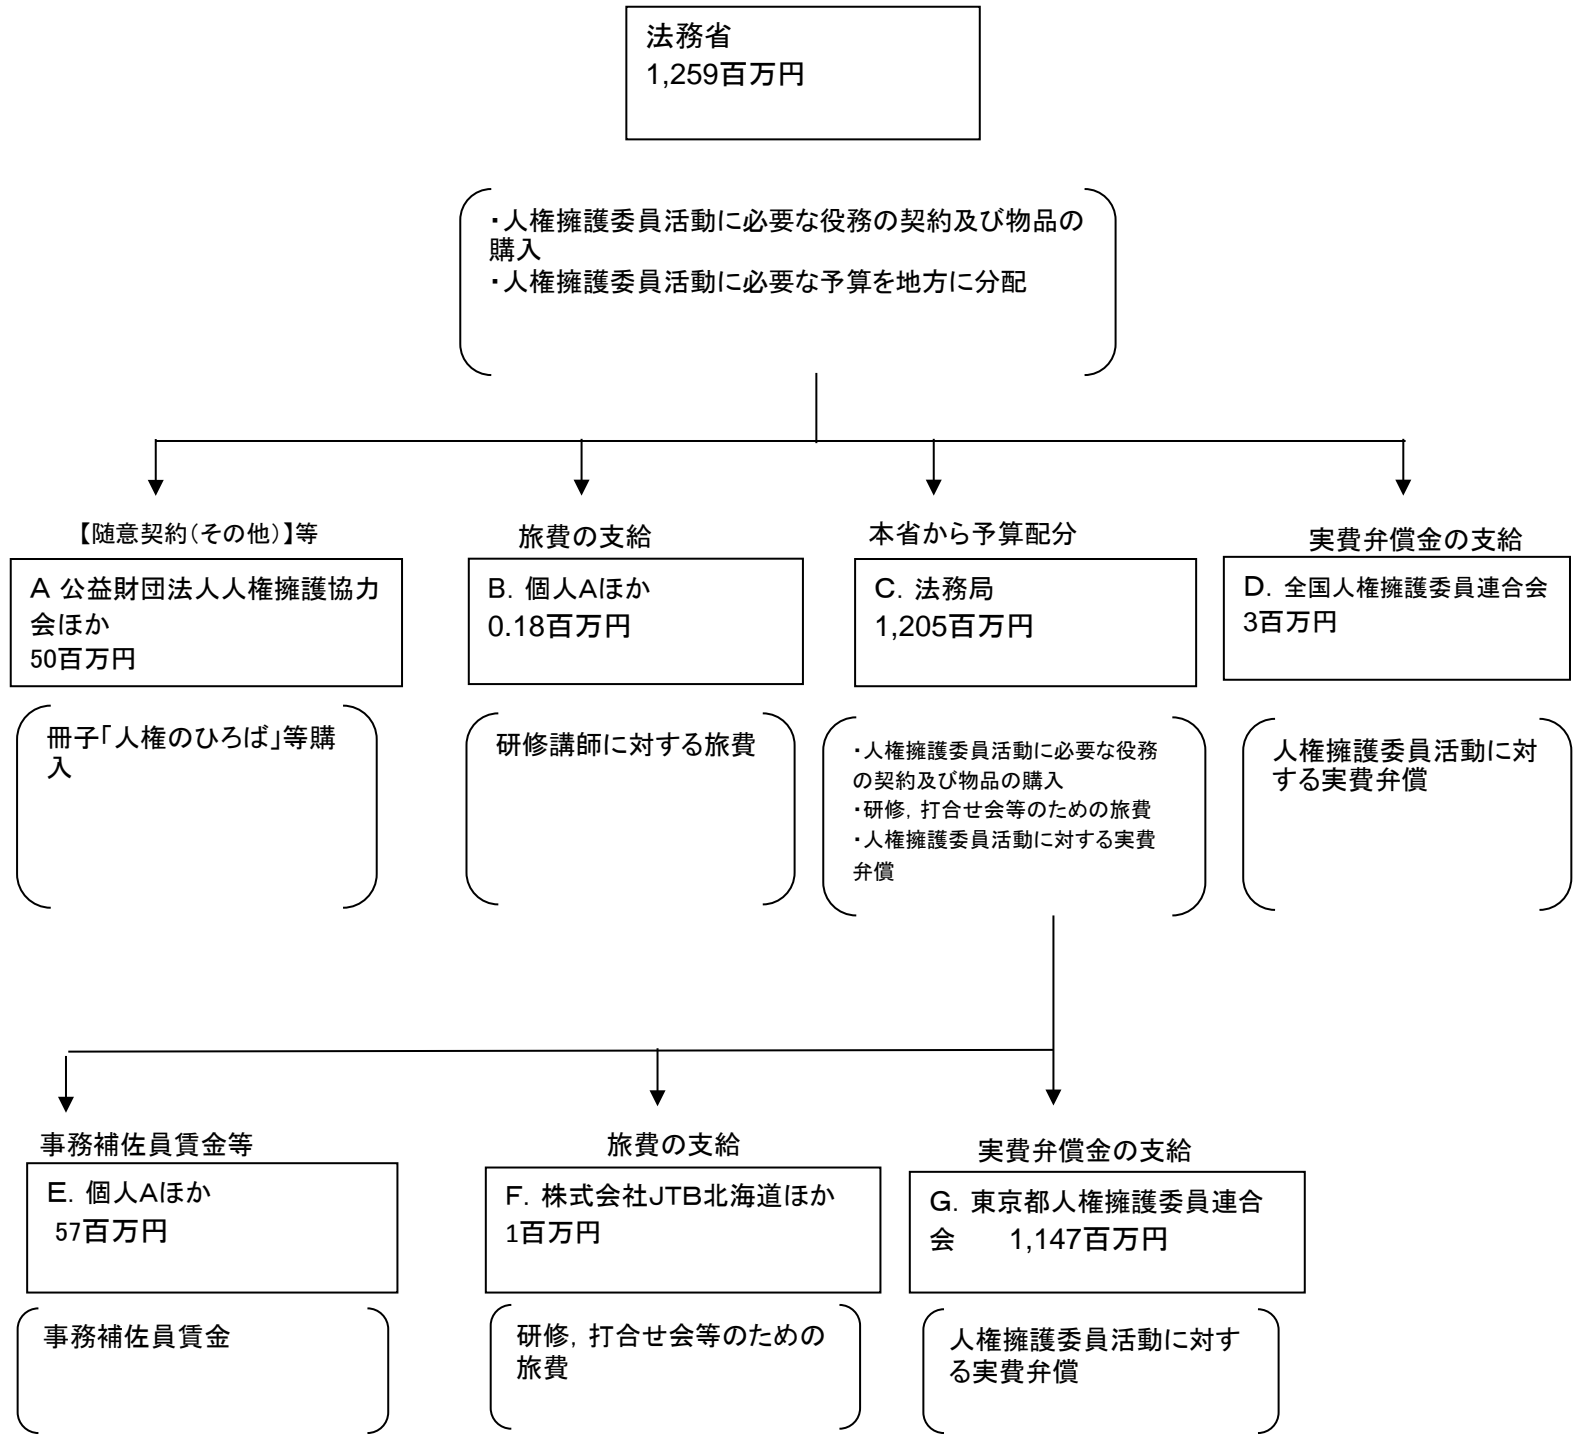 法務省
1,259百万円
・人権擁護委員活動に必要な役務の契約及び物品の
購入
・人権擁護委員活動に必要な予算を地方に分配
【随意契約(その他)】等
A 公益財団法人人権擁護協力
会ほか
50百万円
冊子「人権のひろば」等購
入
旅費の支給
B. 個人Aほか
0.18百万円
研修講師に対する旅費
本省から予算配分
C. 法務局
1,205百万円
・人権擁護委員活動に必要な役務
の契約及び物品の購入
・研修,打合せ会等のための旅費
・人権擁護委員活動に対する実費
弁償
実費弁償金の支給
D. 全国人権擁護委員連合会
3百万円
人権擁護委員活動に対
する実費弁償
事務補佐員賃金等
E. 個人Aほか
57百万円
事務補佐員賃金
旅費の支給
F. 株式会社JTB北海道ほか
1百万円
研修,打合せ会等のための
旅費
実費弁償金の支給
G. 東京都人権擁護委員連合
会 1,147百万円
人権擁護委員活動に対す
る実費弁償